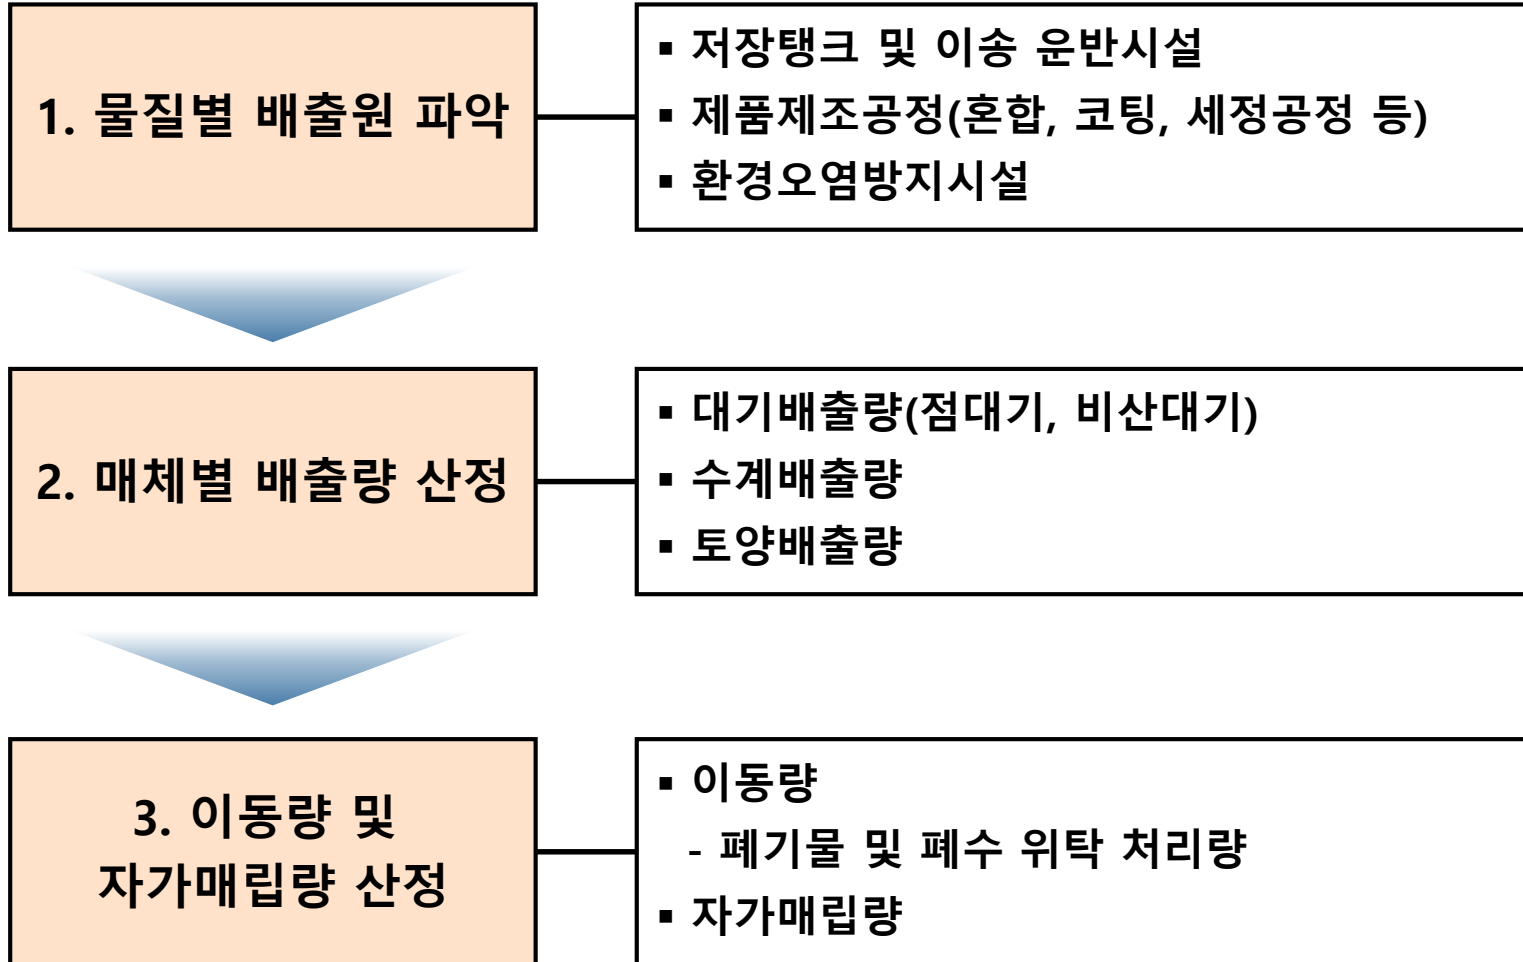 1. 물질별 배출원 파악
▪ 저장탱크 및 이송 운반시설
▪ 제품제조공정(혼합, 코팅, 세정공정 등)
▪ 환경오염방지시설
2. 매체별 배출량 산정
▪ 대기배출량(점대기, 비산대기)
▪ 수계배출량
▪ 토양배출량
3. 이동량 및
자가매립량 산정
▪ 이동량
- 폐기물 및 폐수 위탁 처리량
▪ 자가매립량